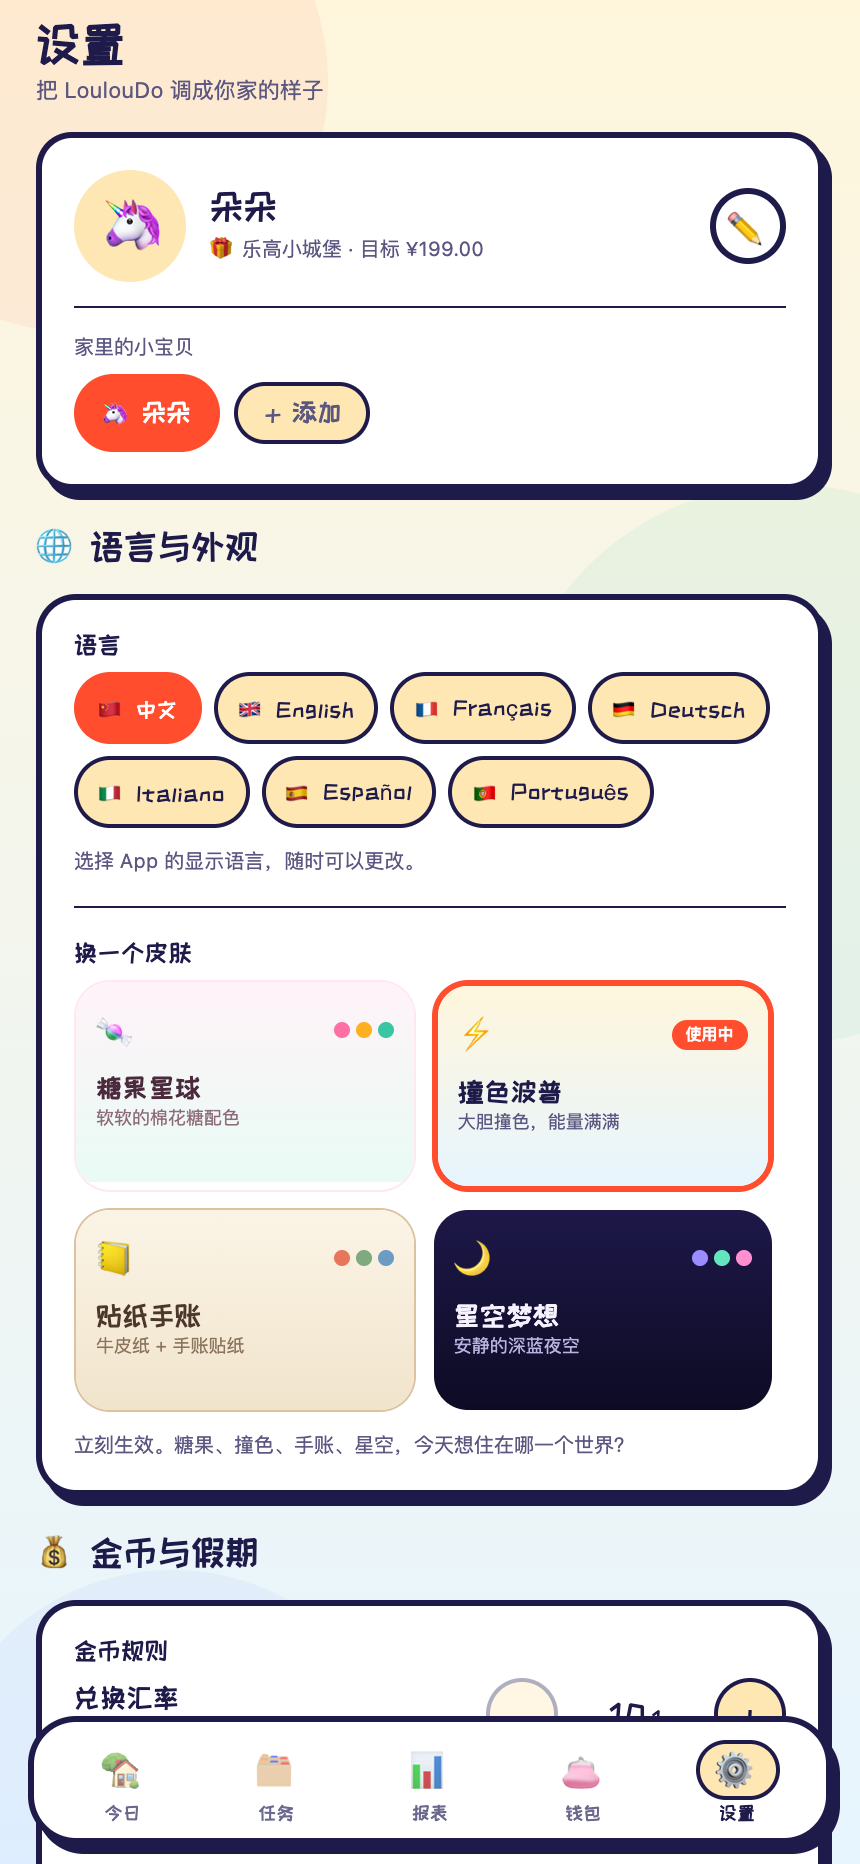 设置
把 LoulouDo 调成你家的样子
朵朵
乐高小城堡 · 目标 ¥199.00
家里的小宝贝
朵朵
+ 添加
语言与外观
语言
中文 English Français Deutsch
Italiano Español Português
选择 App 的显示语言，随时可以更改。
换一个皮肤
使用中
糖果星球
软软的棉花糖配色
撞色波普
大胆撞色，能量满满
贴纸手账
牛皮纸 + 手账贴纸
星空梦想
安静的深蓝夜空
立刻生效。糖果、撞色、手账、星空，今天想住在哪一个世界?
金币与假期
金币规则
兑换汇率
今日 任务 报表 钱包 设置